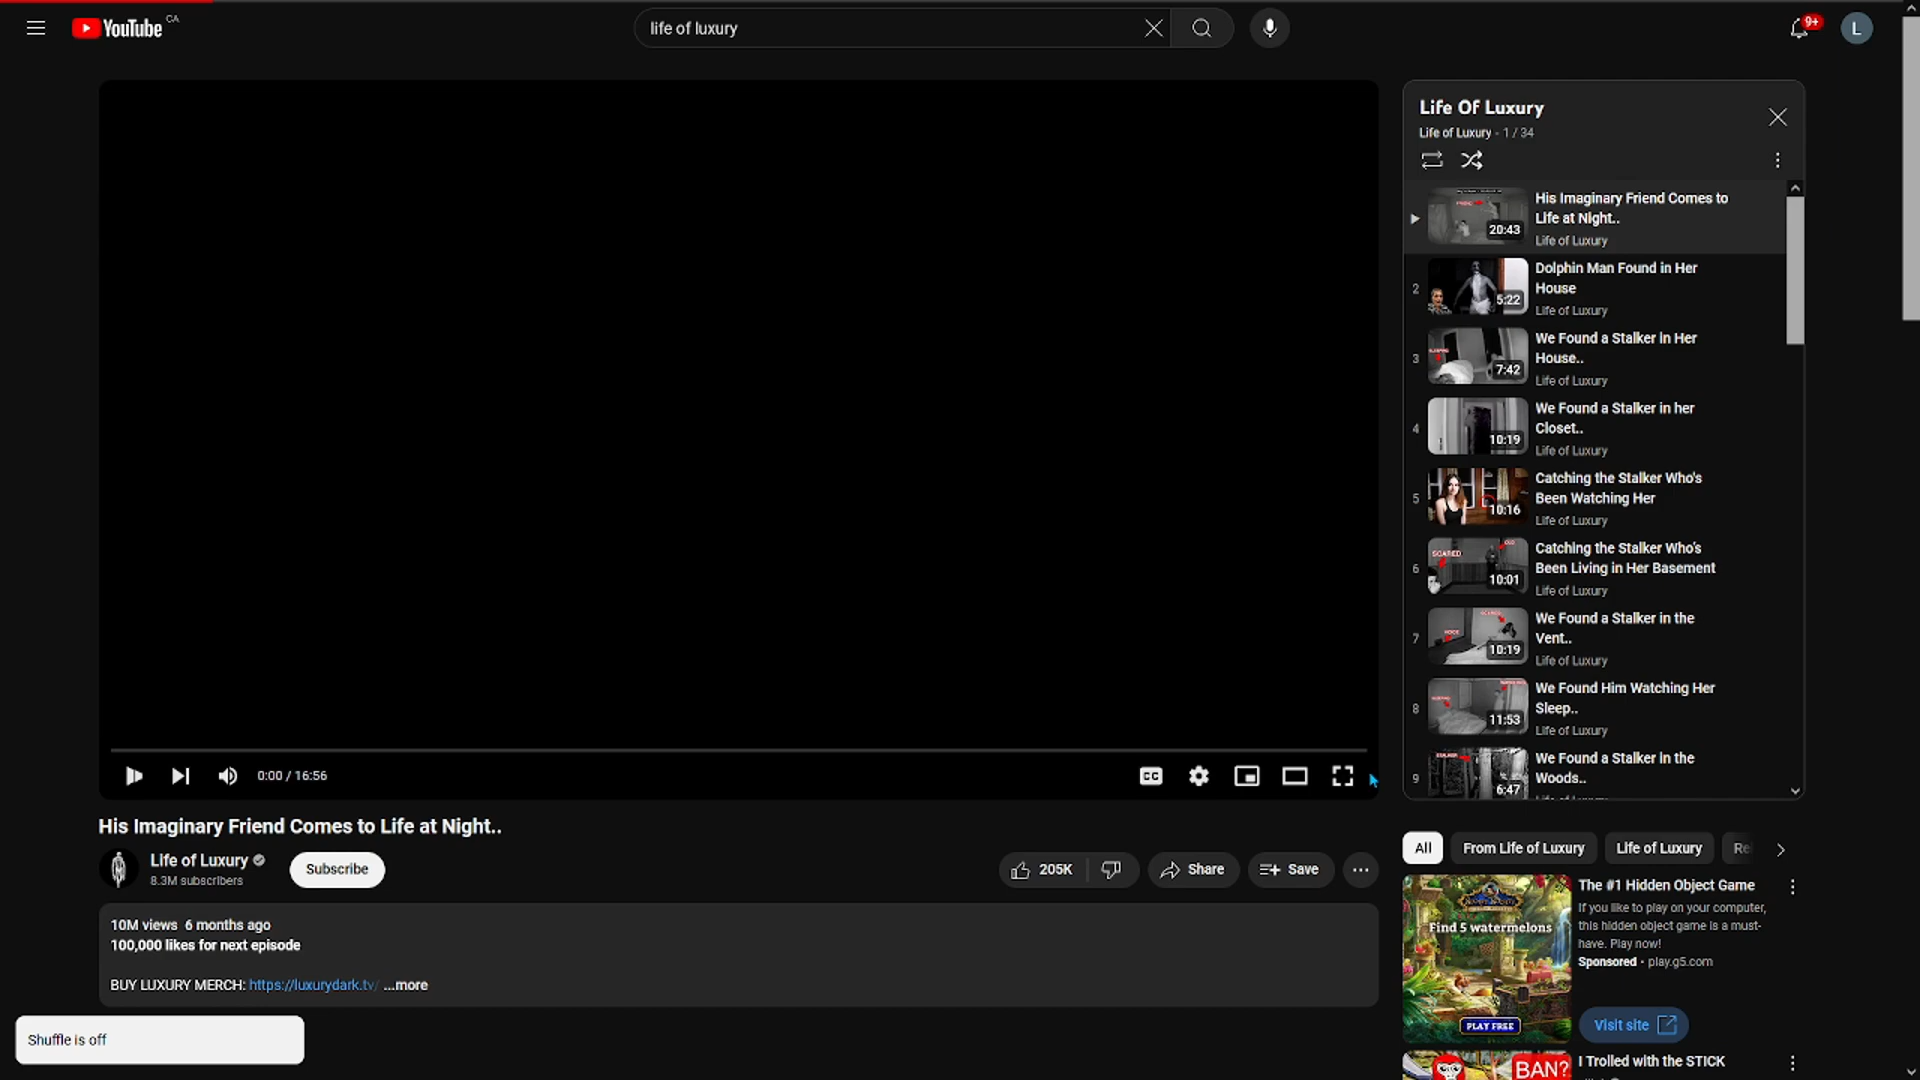 YouTube CA
life of luxury
9+
L
Life Of Luxury
Life of Luxury - 1 / 34
20:43
His Imaginary Friend Comes to
Life at Night..
Life of Luxury
2
5:22
Dolphin Man Found in Her
House
Life of Luxury
3
7:42
We Found a Stalker in Her
House..
Life of Luxury
4
10:19
We Found a Stalker in her
Closet..
Life of Luxury
5
10:16
Catching the Stalker Who's
Been Watching Her
Life of Luxury
6
SCARED
10:01
Catching the Stalker Who's
Been Living in Her Basement
Life of Luxury
7
10:19
We Found a Stalker in the
Vent..
Life of Luxury
8
11:53
We Found Him Watching Her
Sleep..
Life of Luxury
9
6:47
We Found a Stalker in the
Woods..
0:00 / 16:56
CC
His Imaginary Friend Comes to Life at Night..
Life of Luxury
8.3M subscribers
Subscribe
205K
Share
Save
10M views 6 months ago
100,000 likes for next episode
BUY LUXURY MERCH: https://luxurydark.tv/ ...more
Shuffle is off
All
From Life of Luxury
Life of Luxury
Re
Find 5 watermelons
PLAY FREE
The #1 Hidden Object Game
If you like to play on your computer,
this hidden object game is a must-
have. Play now!
Sponsored · play.g5.com
Visit site
BAN?
I Trolled with the STICK